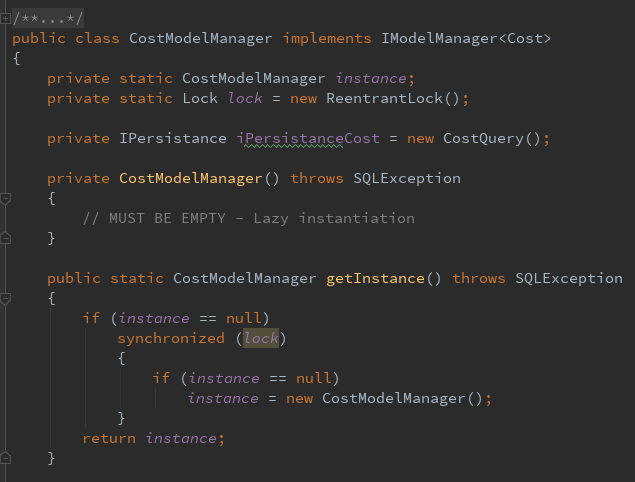 /**...*/
public class CostModelManager implements IModelManager<Cost>
{
    private static CostModelManager instance;
    private static Lock lock = new ReentrantLock();
    private IPersistance iPersistanceCost = new CostQuery();
    private CostModelManager() throws SQLException
    {
        // MUST BE EMPTY - Lazy instantiation
    }
    public static CostModelManager getInstance() throws SQLException
    {
        if (instance == null)
            synchronized (lock)
            {
                if (instance == null)
                    instance = new CostModelManager();
            }
        return instance;
    }